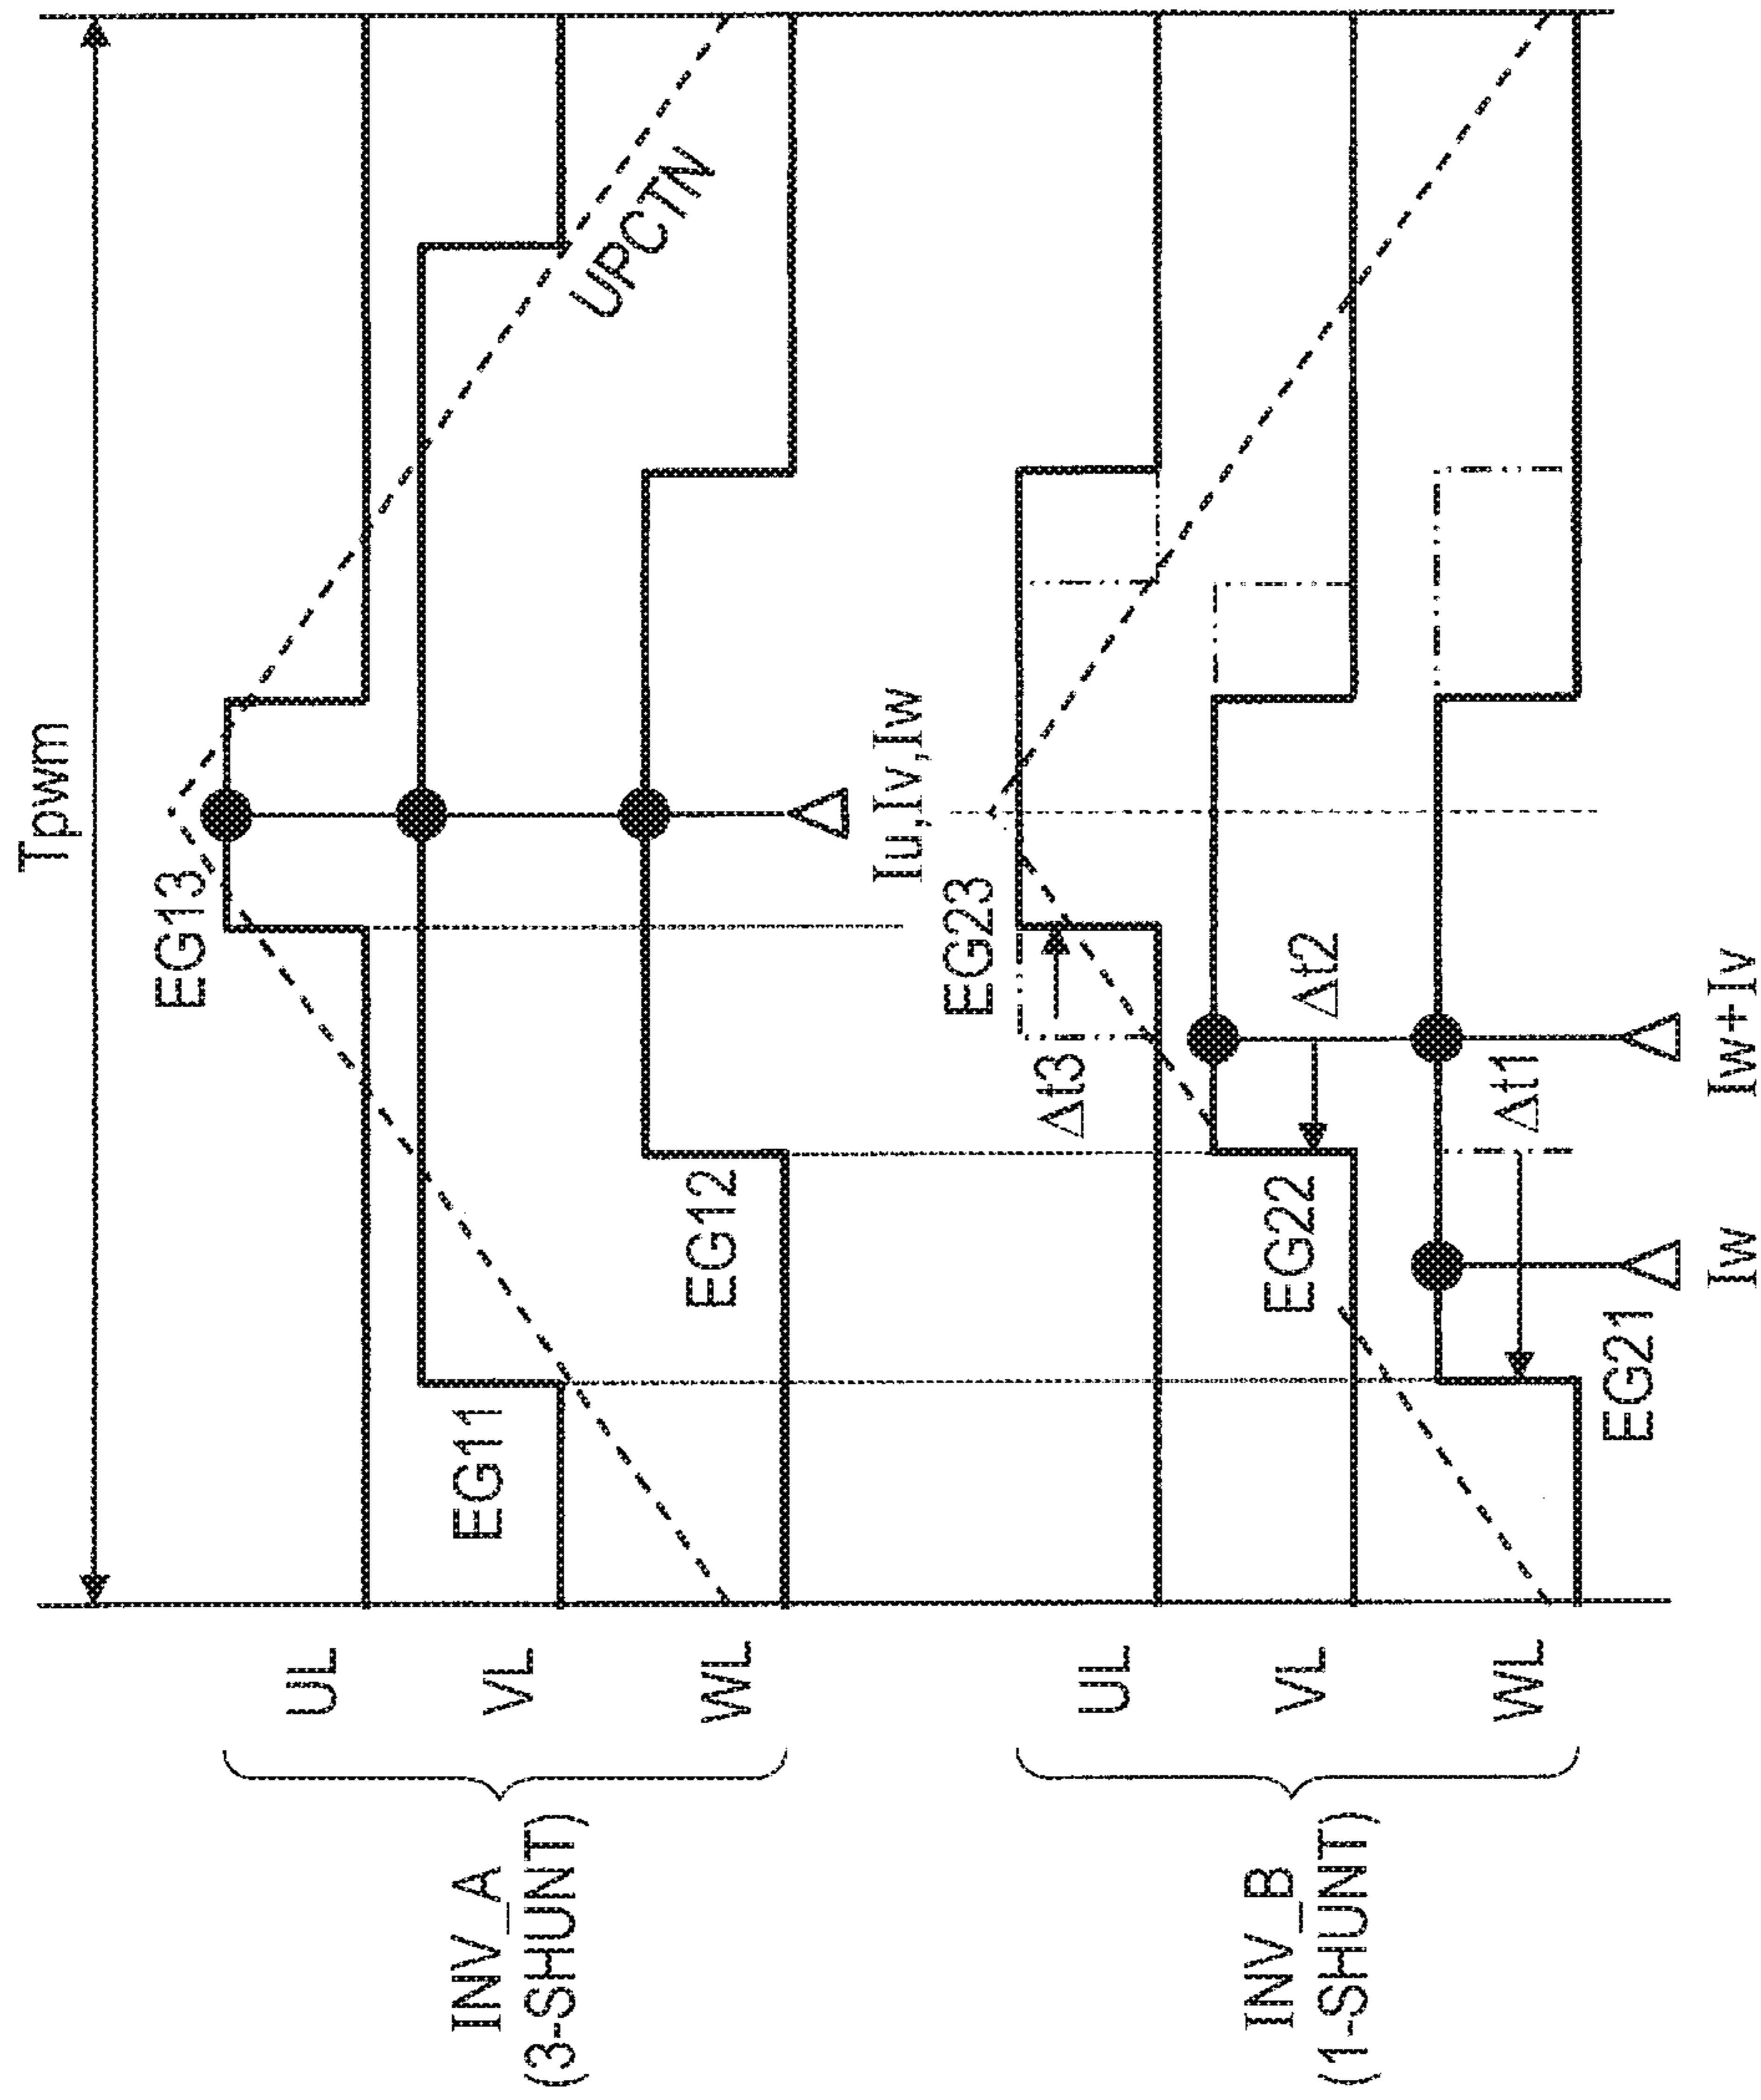 Tpwm
INV_A
(3-SHUNT)
UL
VL
WL
EG13
EG11
EG12
UPCTN
Iu,Iv,Iw
INV_B
(1-SHUNT)
UL
VL
WL
EG23
Δt3
EG22
Δt2
Δt1
EG21
Iw
Iw+Iv